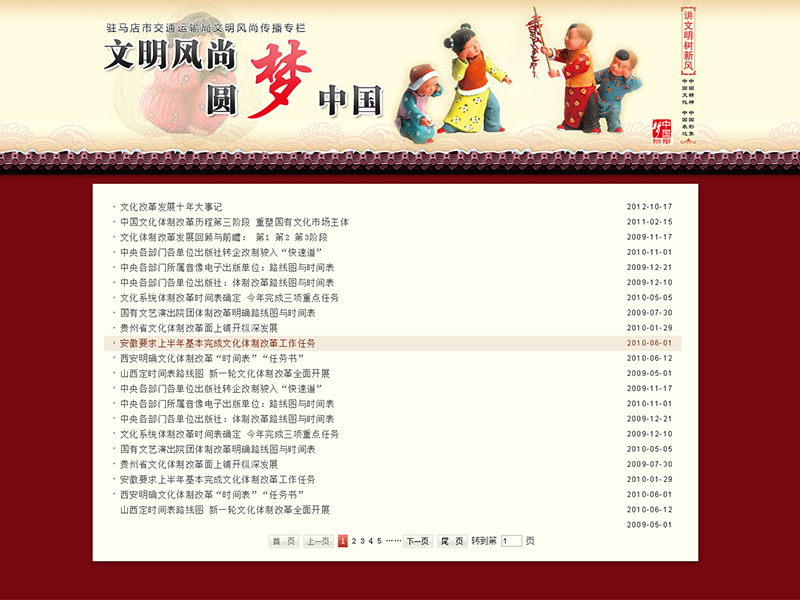 驻马店市交通运输局文明风尚传播专栏
文明风尚
圆梦中国
讲文明树新风
中国精神 中国形象
中国文化 中国表达
中国梦
文化改革发展十年大事记 2012-10-17
中国文化体制改革历程第三阶段 重塑国有文化市场主体 2011-02-15
文化体制改革发展回顾与前瞻： 第1 第2 第3阶段 2009-11-17
中央各部门各单位出版社转企改制驶入“快速道” 2010-11-01
中央各部门所属音像电子出版单位：路线图与时间表 2009-12-21
中央各部门各单位出版社：体制改革路线图与时间表 2009-12-10
文化系统体制改革时间表确定 今年完成三项重点任务 2010-05-05
国有文艺演出院团体制改革明确路线图与时间表 2009-07-30
贵州省文化体制改革面上铺开纵深发展 2010-01-29
安徽要求上半年基本完成文化体制改革工作任务 2010-06-01
西安明确文化体制改革“时间表”“任务书” 2010-06-12
山西定时间表路线图 新一轮文化体制改革全面开展 2009-05-01
中央各部门各单位出版社转企改制驶入“快速道” 2009-11-17
中央各部门所属音像电子出版单位：路线图与时间表 2010-11-01
中央各部门各单位出版社：体制改革路线图与时间表 2009-12-21
文化系统体制改革时间表确定 今年完成三项重点任务 2009-12-10
国有文艺演出院团体制改革明确路线图与时间表 2010-05-05
贵州省文化体制改革面上铺开纵深发展 2009-07-30
安徽要求上半年基本完成文化体制改革工作任务 2010-01-29
西安明确文化体制改革“时间表”“任务书” 2010-06-01
山西定时间表路线图 新一轮文化体制改革全面开展 2010-06-12
2009-05-01
首 页 上一页 1 2 3 4 5 …… 下一页 尾 页 转到第 1 页